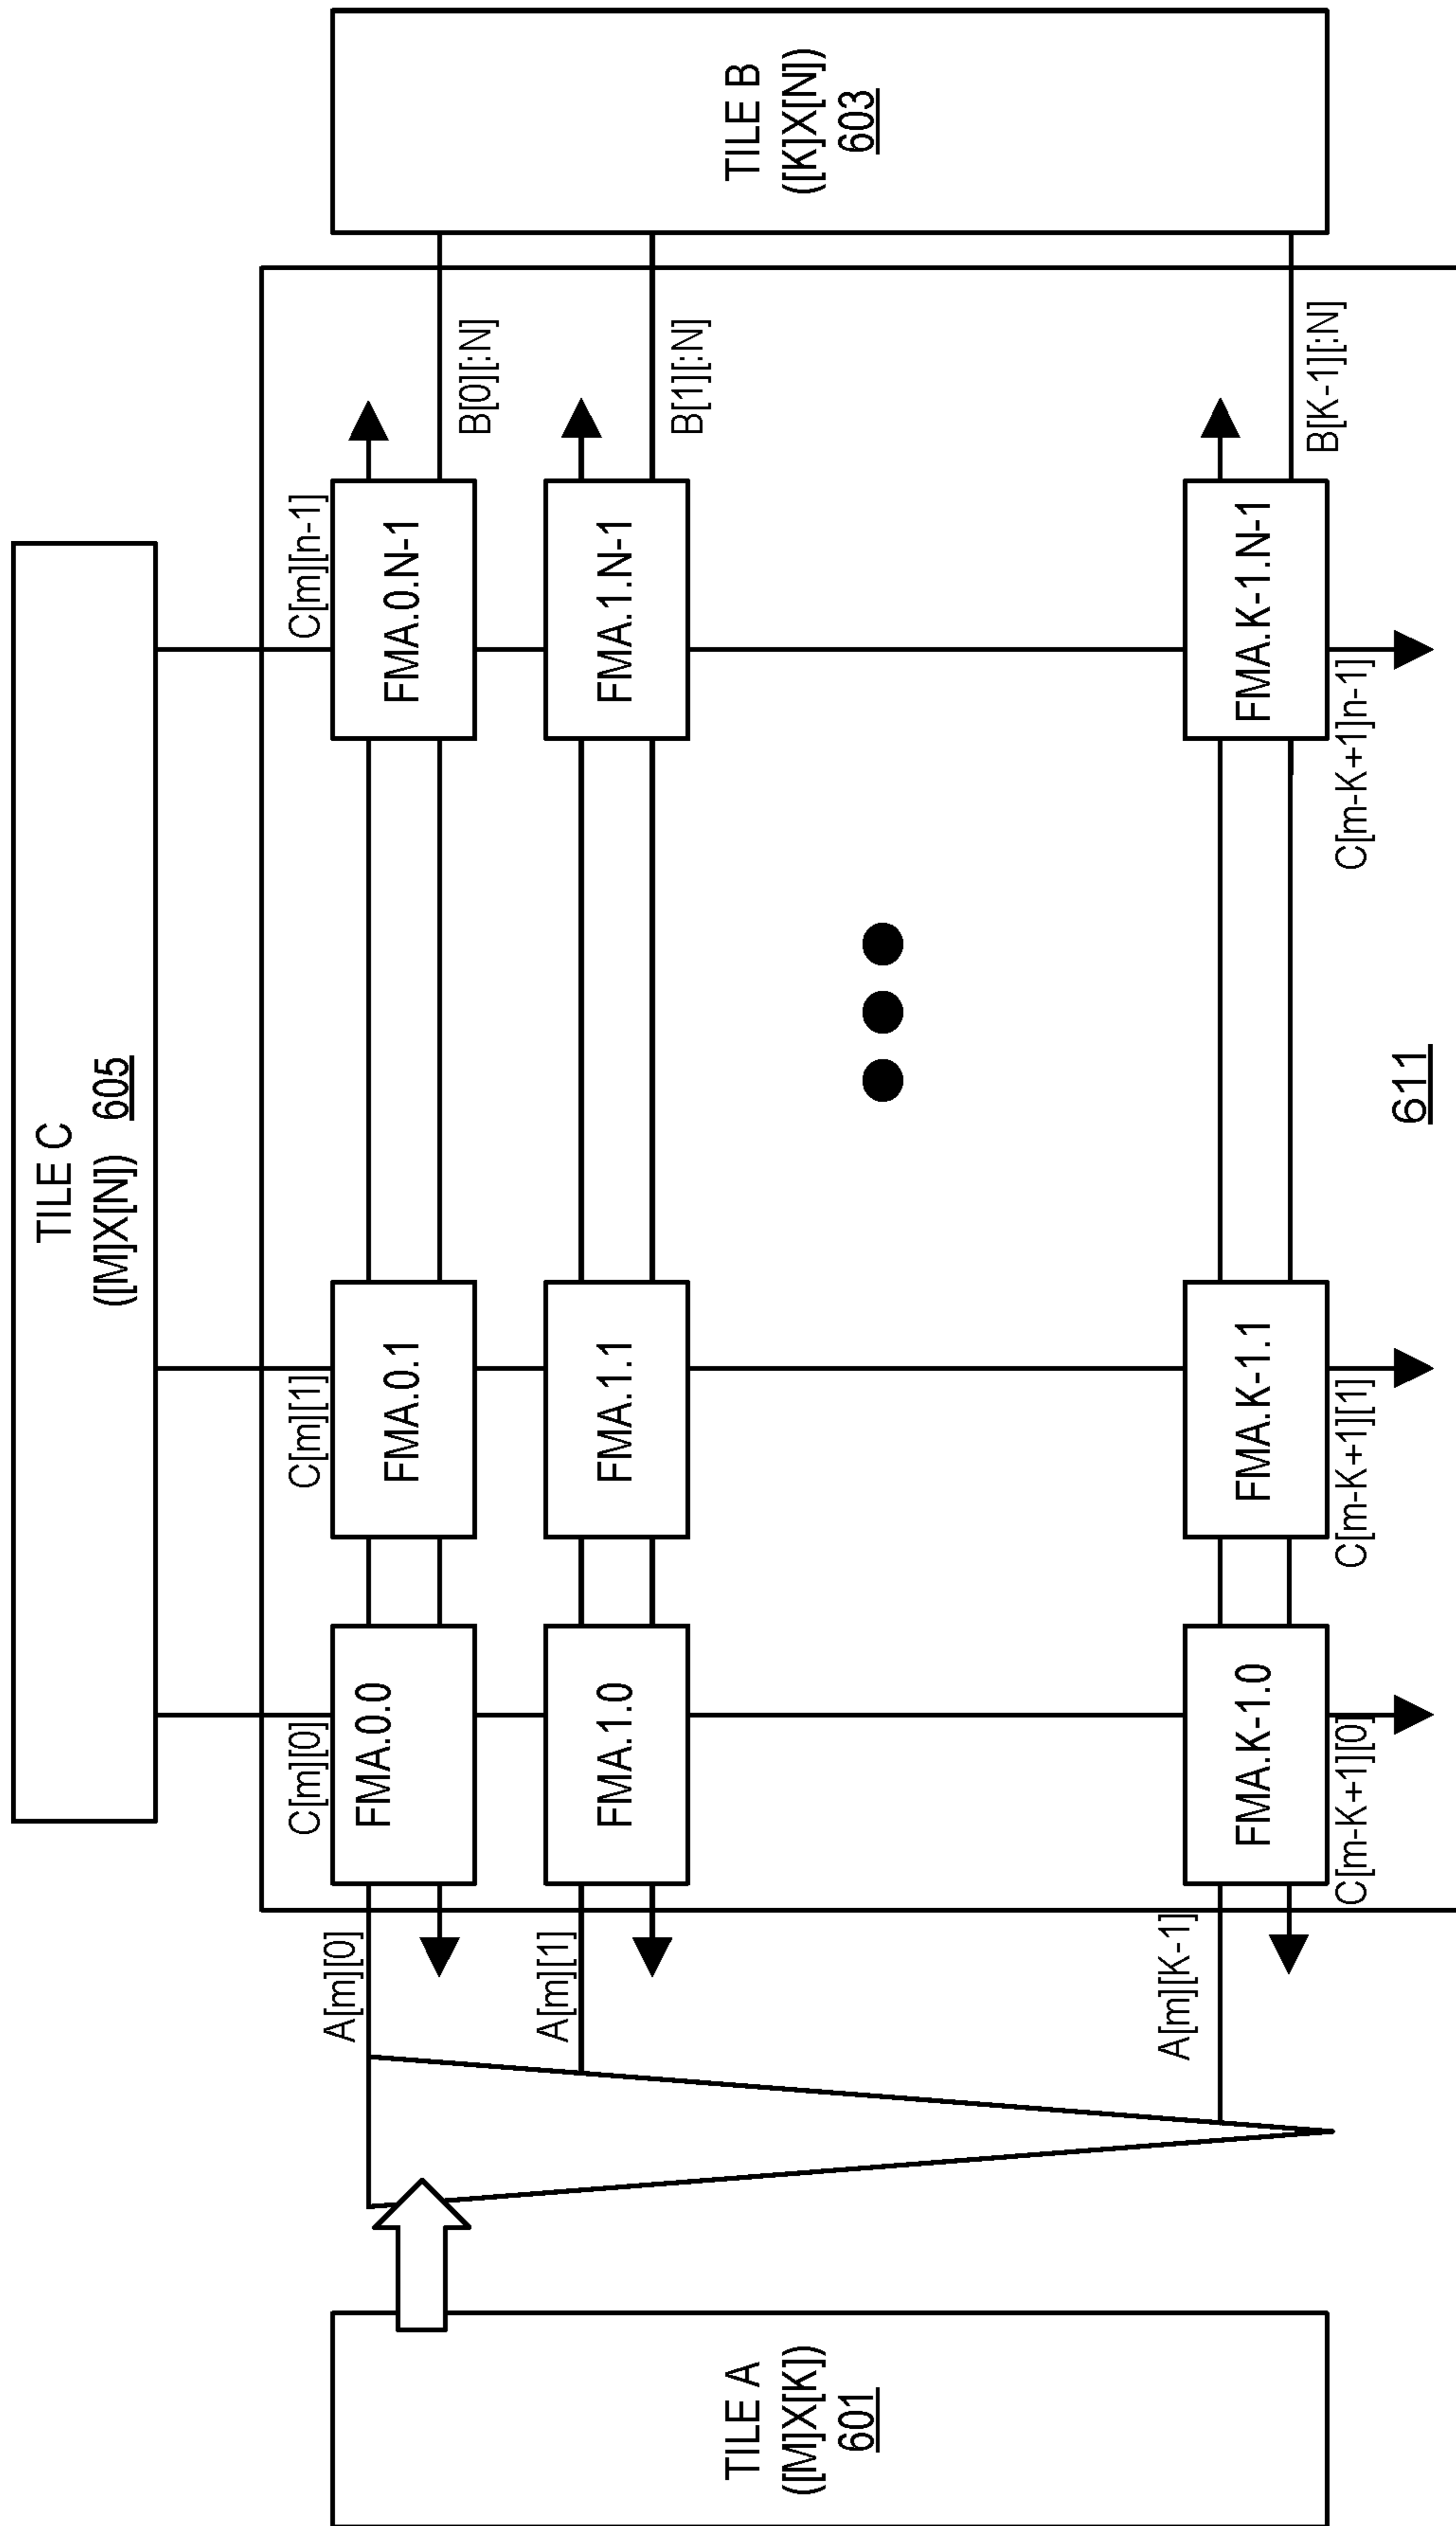 TILE C
([M]X[N]) 605
TILE A
([M]X[K])
601
TILE B
([K]X[N])
603
C[m][0]
C[m][1]
C[m][n-1]
A[m][0]
FMA.0.0
FMA.0.1
FMA.0.N-1
B[0][:N]
A[m][1]
FMA.1.0
FMA.1.1
FMA.1.N-1
B[1][:N]
A[m][K-1]
FMA.K-1.0
FMA.K-1.1
FMA.K-1.N-1
B[K-1][:N]
C[m-K+1][0]
C[m-K+1][1]
C[m-K+1]n-1]
611